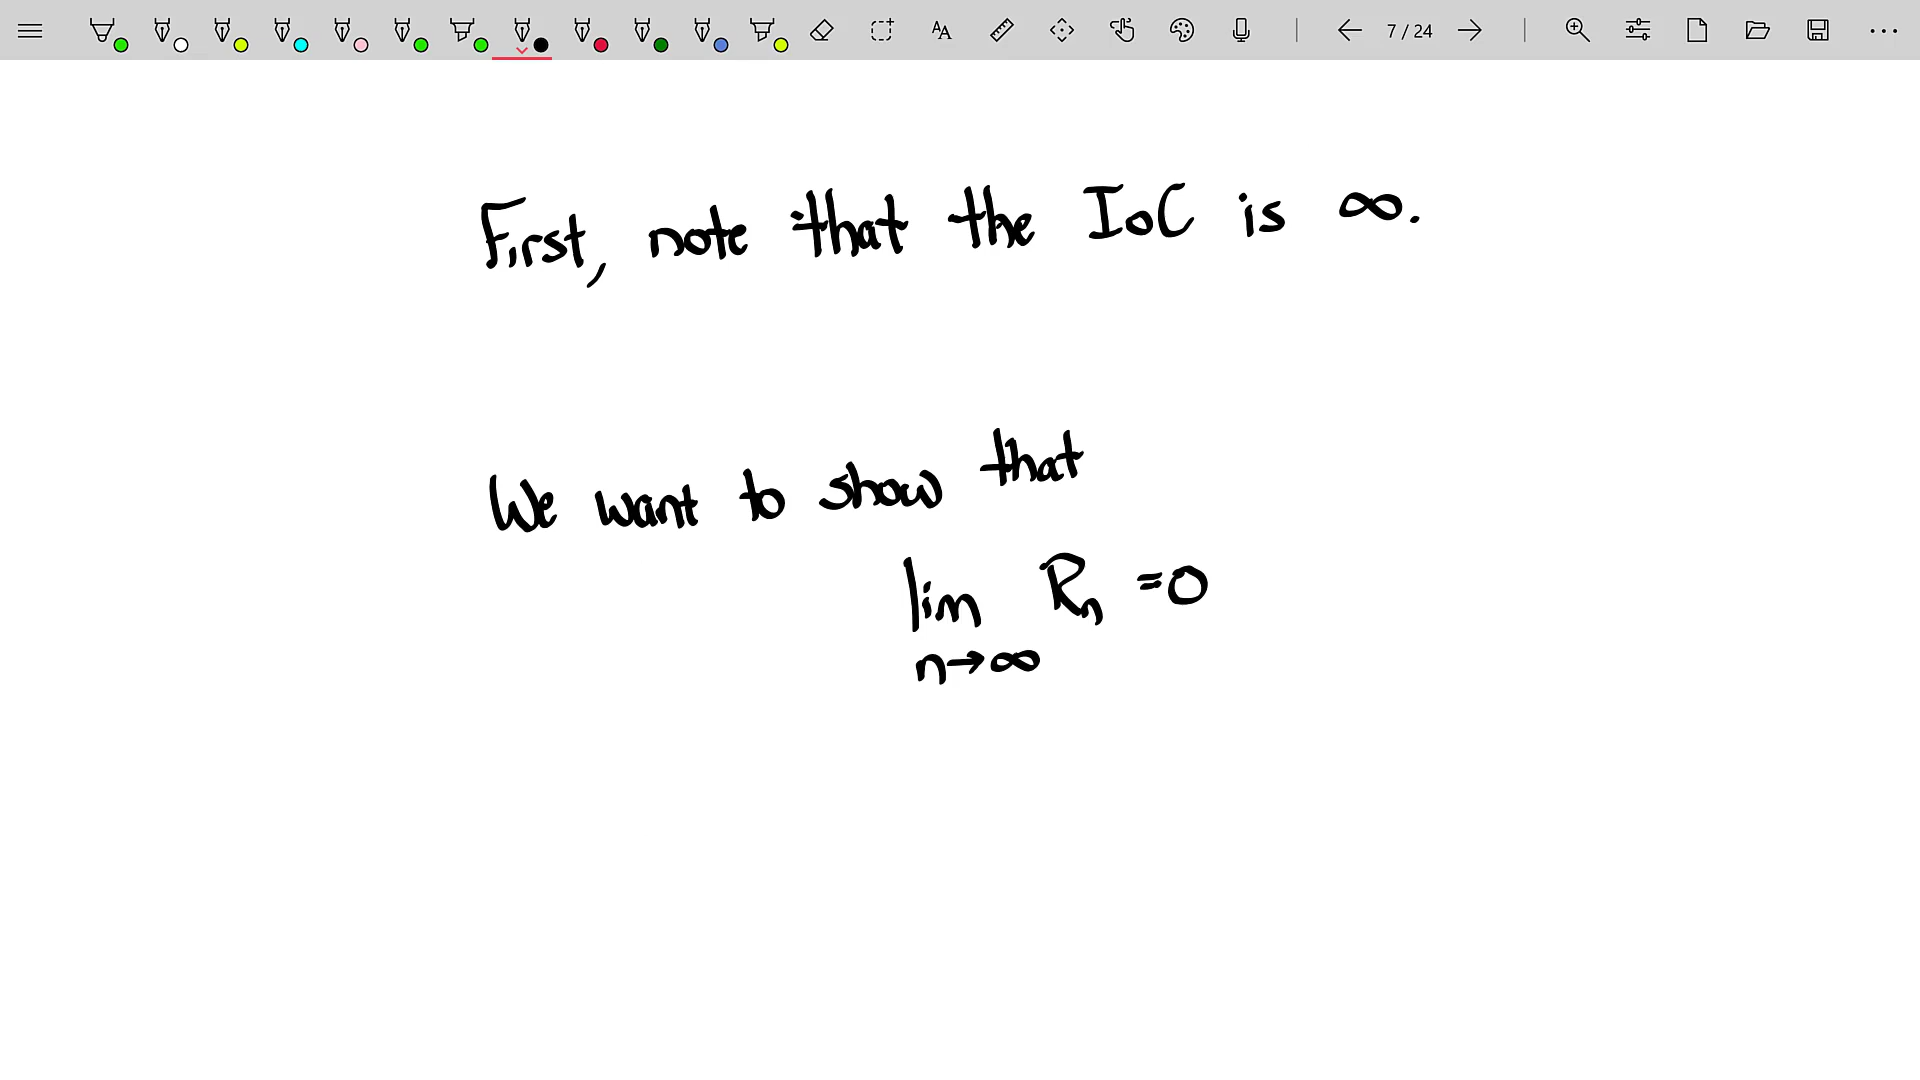 7 / 24
First, note that the IoC is ∞.
We want to show that
lim Rn =0
n→∞